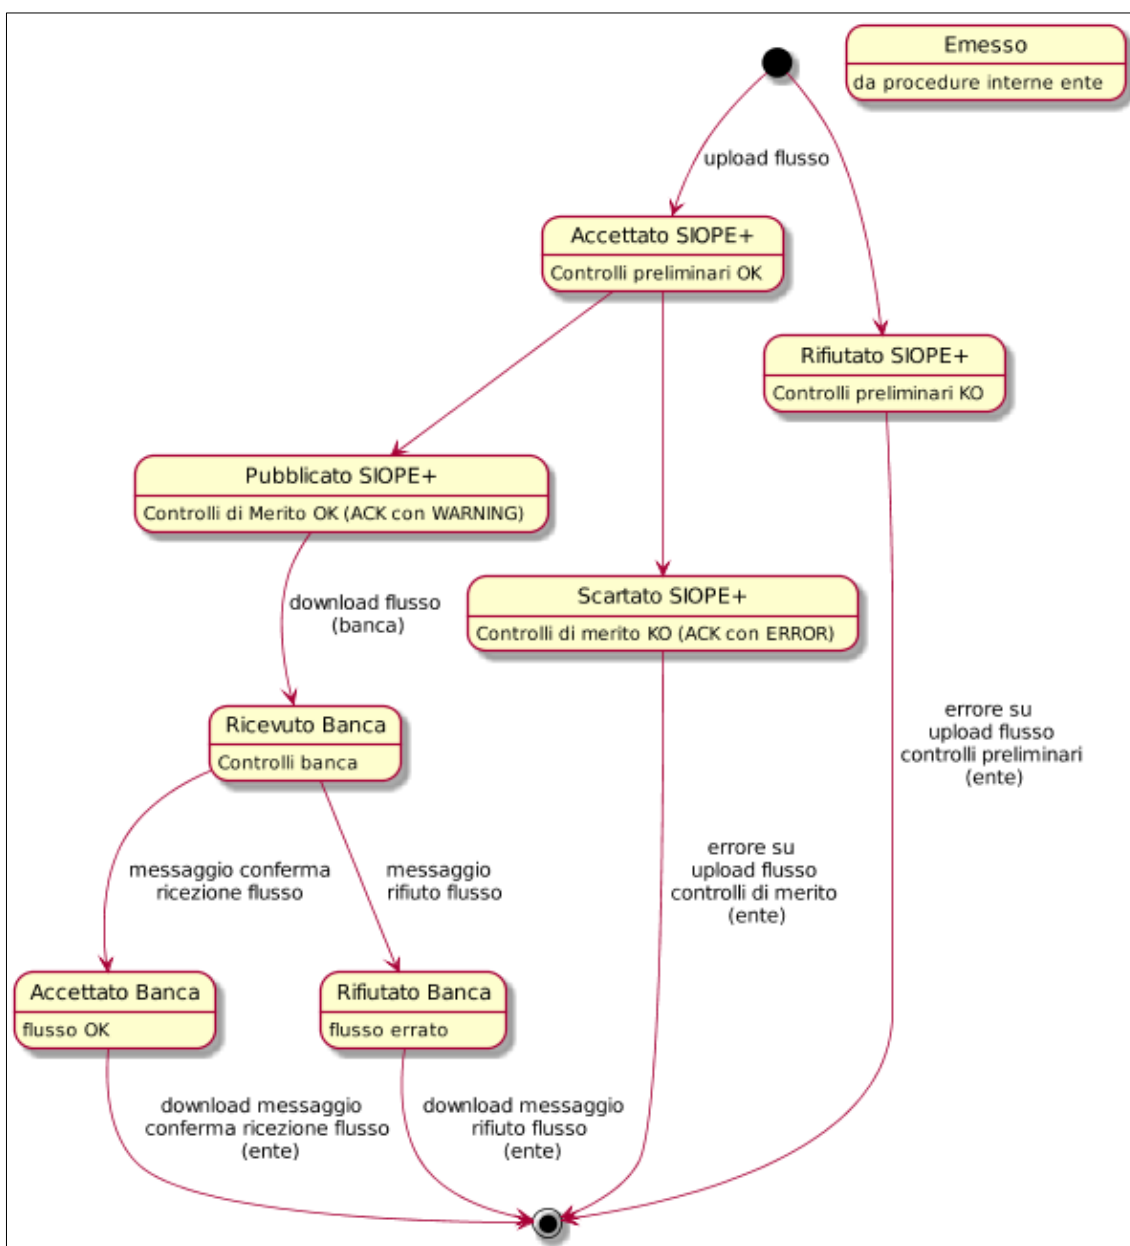 Emesso
da procedure interne ente
upload flusso
Accettato SIOPE+
Controlli preliminari OK
Rifiutato SIOPE+
Controlli preliminari KO
Pubblicato SIOPE+
Controlli di Merito OK (ACK con WARNING)
download flusso
(banca)
Scartato SIOPE+
Controlli di merito KO (ACK con ERROR)
Ricevuto Banca
Controlli banca
errore su
upload flusso
controlli preliminari
(ente)
messaggio conferma
ricezione flusso
messaggio
rifiuto flusso
errore su
upload flusso
controlli di merito
(ente)
Accettato Banca
flusso OK
Rifiutato Banca
flusso errato
download messaggio
conferma ricezione flusso
(ente)
download messaggio
rifiuto flusso
(ente)